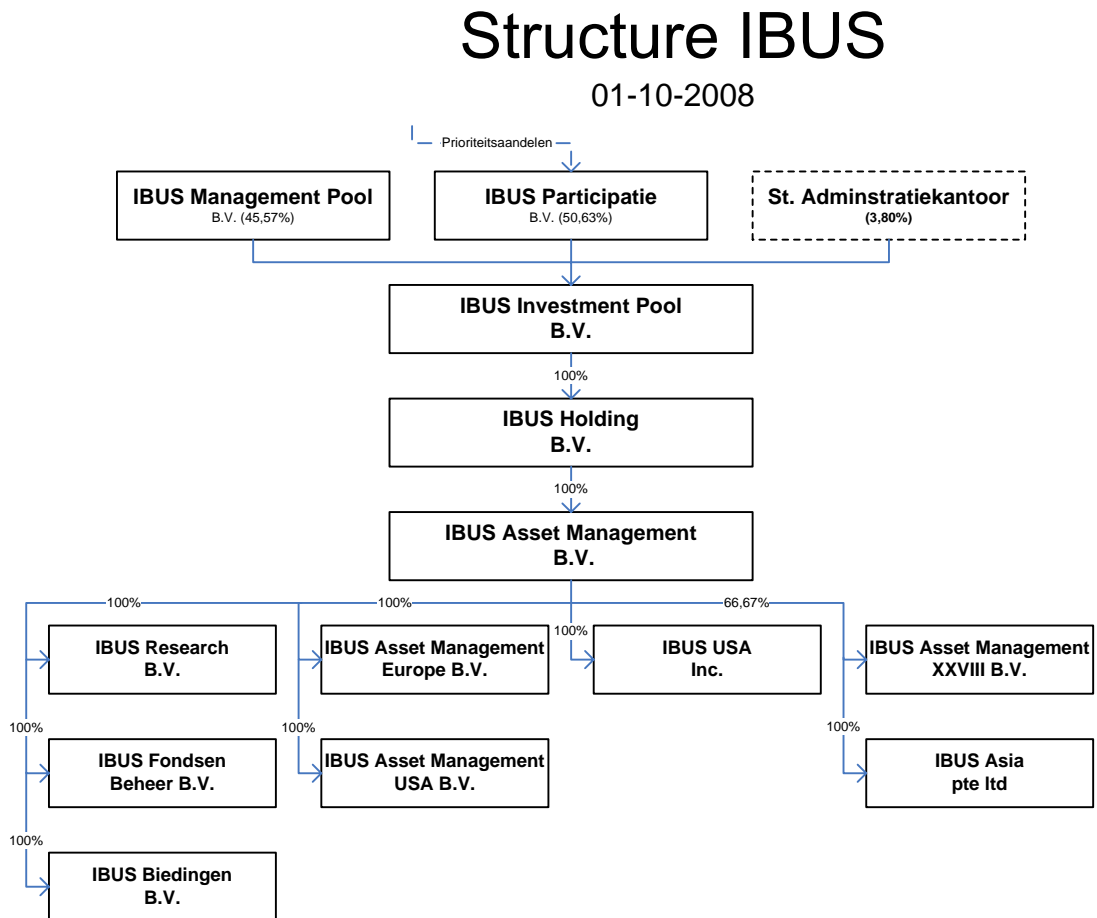 Structure IBUS
01-10-2008
Prioriteitsaandelen
IBUS Management Pool
B.V. (45,57%)
IBUS Participatie
B.V. (50,63%)
St. Adminstratiekantoor
(3,80%)
IBUS Investment Pool
B.V.
100%
IBUS Holding
B.V.
100%
IBUS Asset Management
B.V.
100%
100%
66,67%
100%
IBUS Research
B.V.
IBUS Asset Management
Europe B.V.
IBUS USA
Inc.
IBUS Asset Management
XXVIII B.V.
100%
100%
100%
IBUS Fondsen
Beheer B.V.
IBUS Asset Management
USA B.V.
IBUS Asia
pte ltd
100%
IBUS Biedingen
B.V.